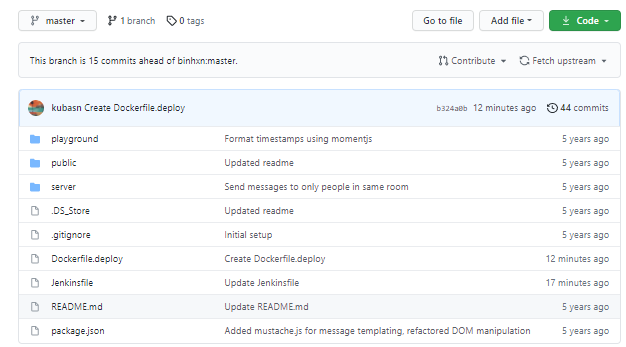 master 1 branch 0 tags Go to file Add file Code
This branch is 15 commits ahead of binhxn:master. Contribute Fetch upstream
kubasn Create Dockerfile.deploy b324a0b 12 minutes ago 44 commits
playground Format timestamps using momentjs 5 years ago
public Updated readme 5 years ago
server Send messages to only people in same room 5 years ago
.DS_Store Updated readme 5 years ago
.gitignore Initial setup 5 years ago
Dockerfile.deploy Create Dockerfile.deploy 12 minutes ago
Jenkinsfile Update Jenkinsfile 17 minutes ago
README.md Update README.md 5 years ago
package.json Added mustache.js for message templating, refactored DOM manipulation 5 years ago